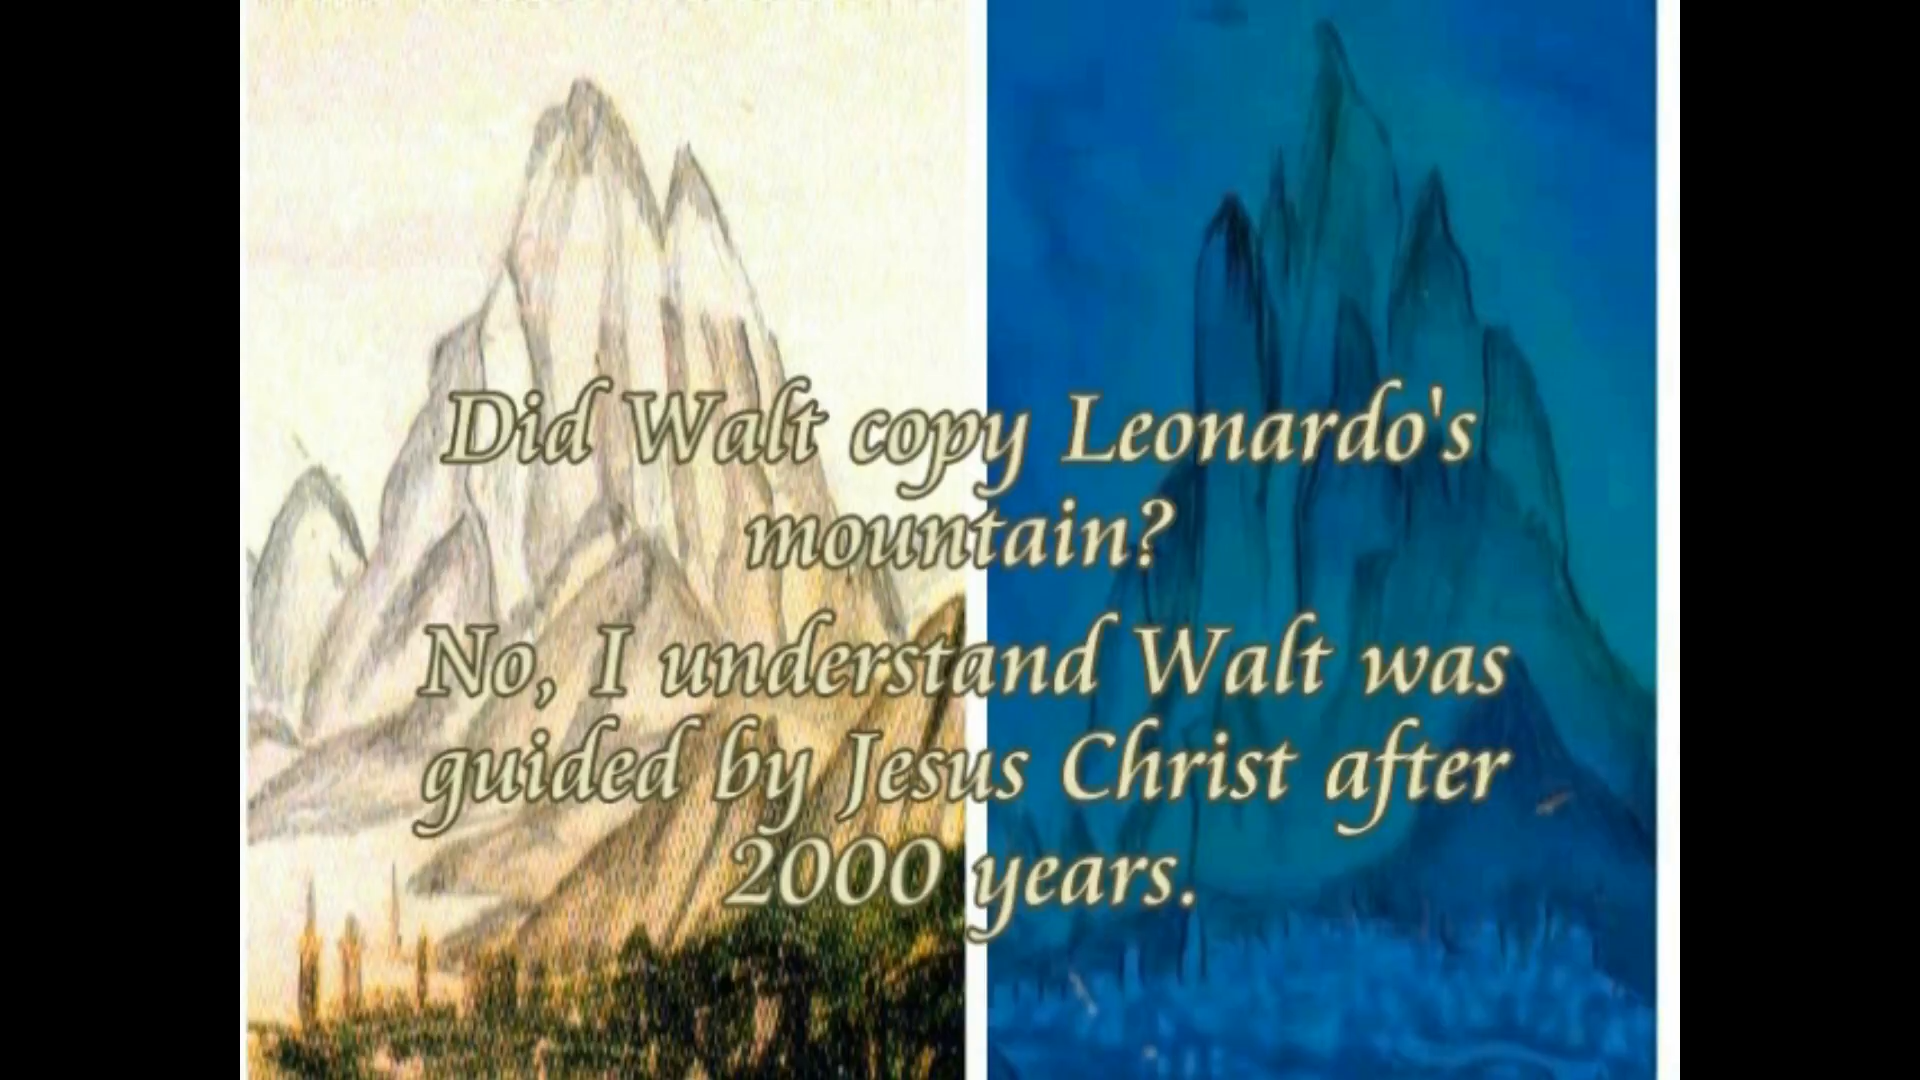 Did Walt copy Leonardo's
mountain?
No, I understand Walt was
guided by Jesus Christ after
2000 years.